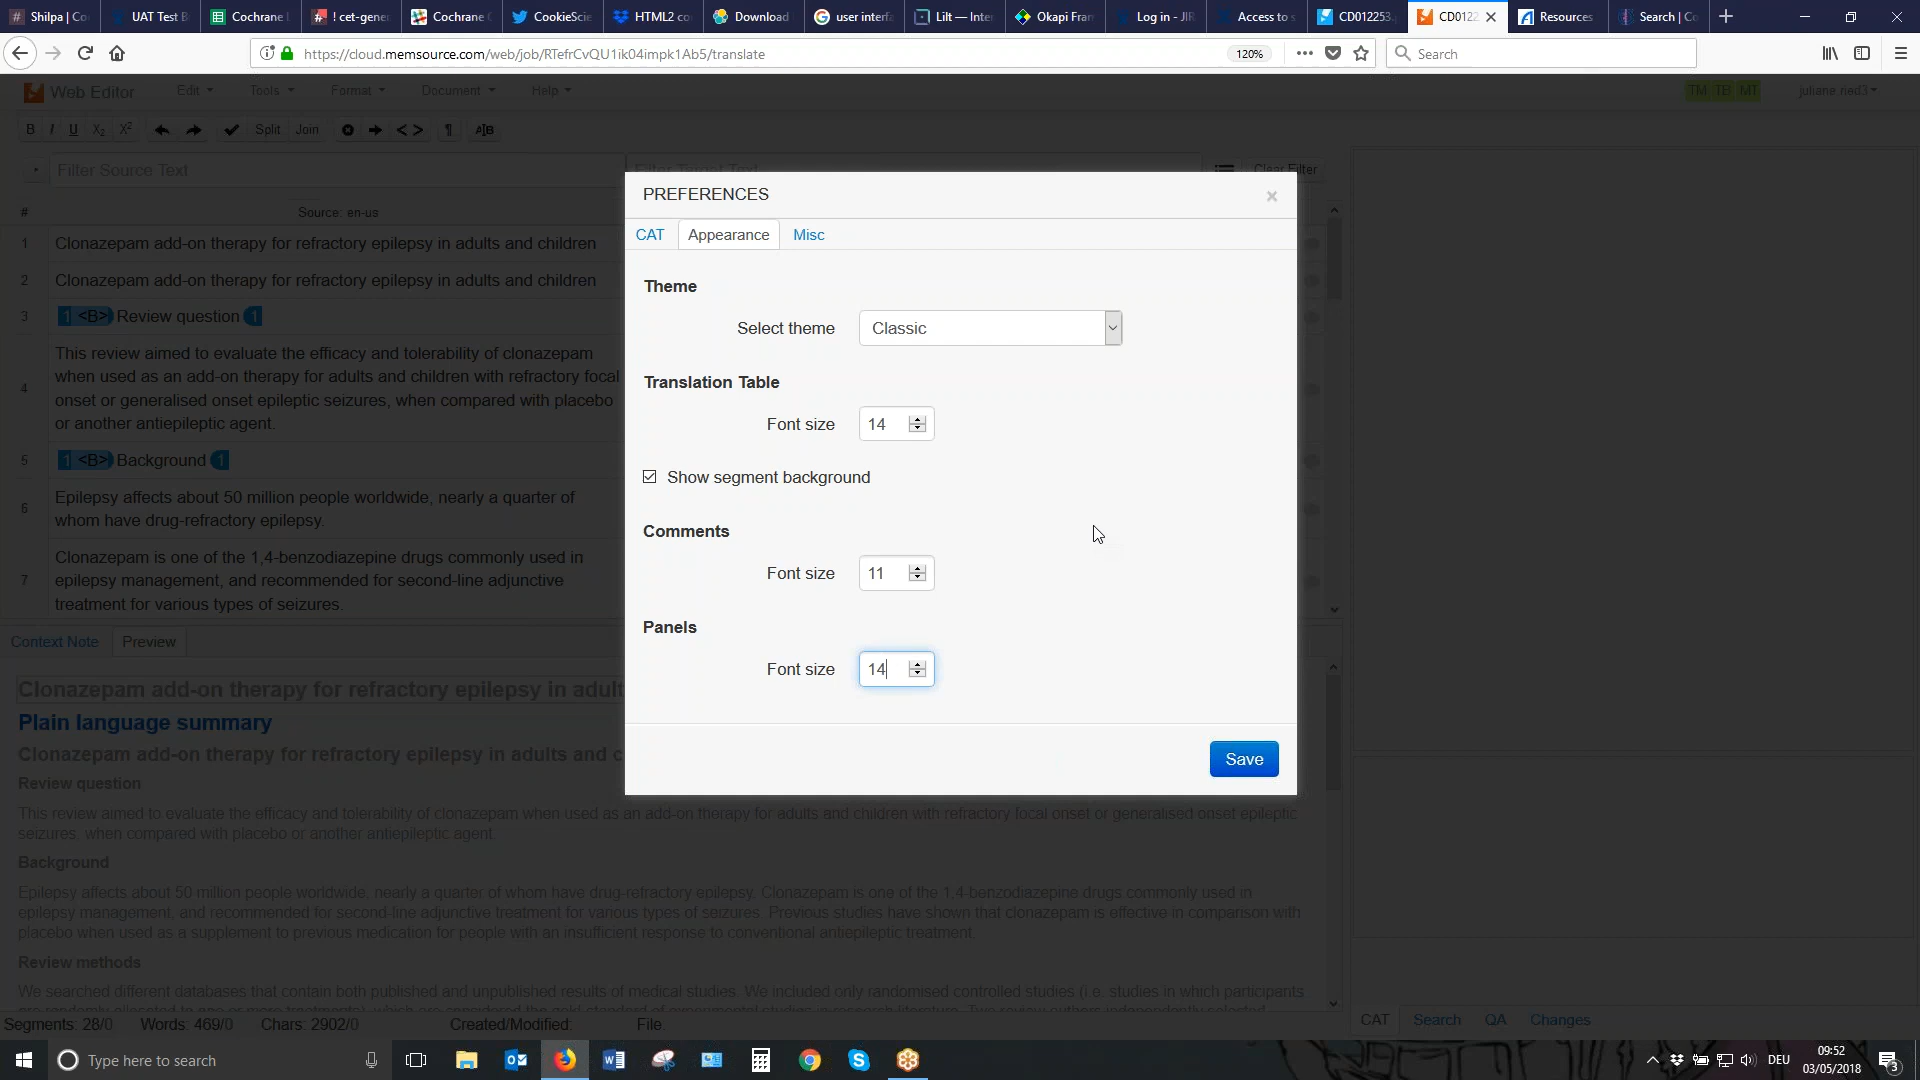 Shilpa | Co
UAT Test B
Cochrane L
! cet-gener
Cochrane C
CookieScie
HTML2 co
Download
user interfa
Lilt — Inter
Okapi Fram
Log in - JIR
Access to s
CD012253.
CD0122
Resources
Search | Co
https://cloud.memsource.com/web/job/RTefrCvQU1ik04impk1Ab5/translate
120%
Search
Web Editor
Edit
Tools
Format
Document
Help
TM TB MT
juliane.ried3
B I U X₂ X²
Split
Join
Filter Source Text
Filter Target Text
Clear Filter
#
Source: en-us
1 Clonazepam add-on therapy for refractory epilepsy in adults and children
2 Clonazepam add-on therapy for refractory epilepsy in adults and children
3 1 <B> Review question 1
4 This review aimed to evaluate the efficacy and tolerability of clonazepam
when used as an add-on therapy for adults and children with refractory focal
onset or generalised onset epileptic seizures, when compared with placebo
or another antiepileptic agent.
5 1 <B> Background 1
6 Epilepsy affects about 50 million people worldwide, nearly a quarter of
whom have drug-refractory epilepsy.
7 Clonazepam is one of the 1,4-benzodiazepine drugs commonly used in
epilepsy management, and recommended for second-line adjunctive
treatment for various types of seizures.
PREFERENCES
×
CAT
Appearance
Misc
Theme
Select theme
Classic
Translation Table
Font size
14
Show segment background
Comments
Font size
11
Panels
Font size
14
Save
Context Note
Preview
Clonazepam add-on therapy for refractory epilepsy in adult
Plain language summary
Clonazepam add-on therapy for refractory epilepsy in adults and c
Review question
This review aimed to evaluate the efficacy and tolerability of clonazepam when used as an add-on therapy for adults and children with refractory focal onset or generalised onset epileptic
seizures, when compared with placebo or another antiepileptic agent.
Background
Epilepsy affects about 50 million people worldwide, nearly a quarter of whom have drug-refractory epilepsy. Clonazepam is one of the 1,4-benzodiazepine drugs commonly used in
epilepsy management, and recommended for second-line adjunctive treatment for various types of seizures. Previous studies have shown that clonazepam is effective in comparison with
placebo when used as a supplement to previous medication for people with an insufficient response to conventional antiepileptic treatment.
Review methods
We searched different databases that contain both published and unpublished results of medical studies. We included only randomised controlled studies (i.e. studies in which participants
Segments: 28/0
Words: 469/0
Chars: 2902/0
Created/Modified:
File:
CAT
Search
QA
Changes
Type here to search
DEU
09:52
03/05/2018
3